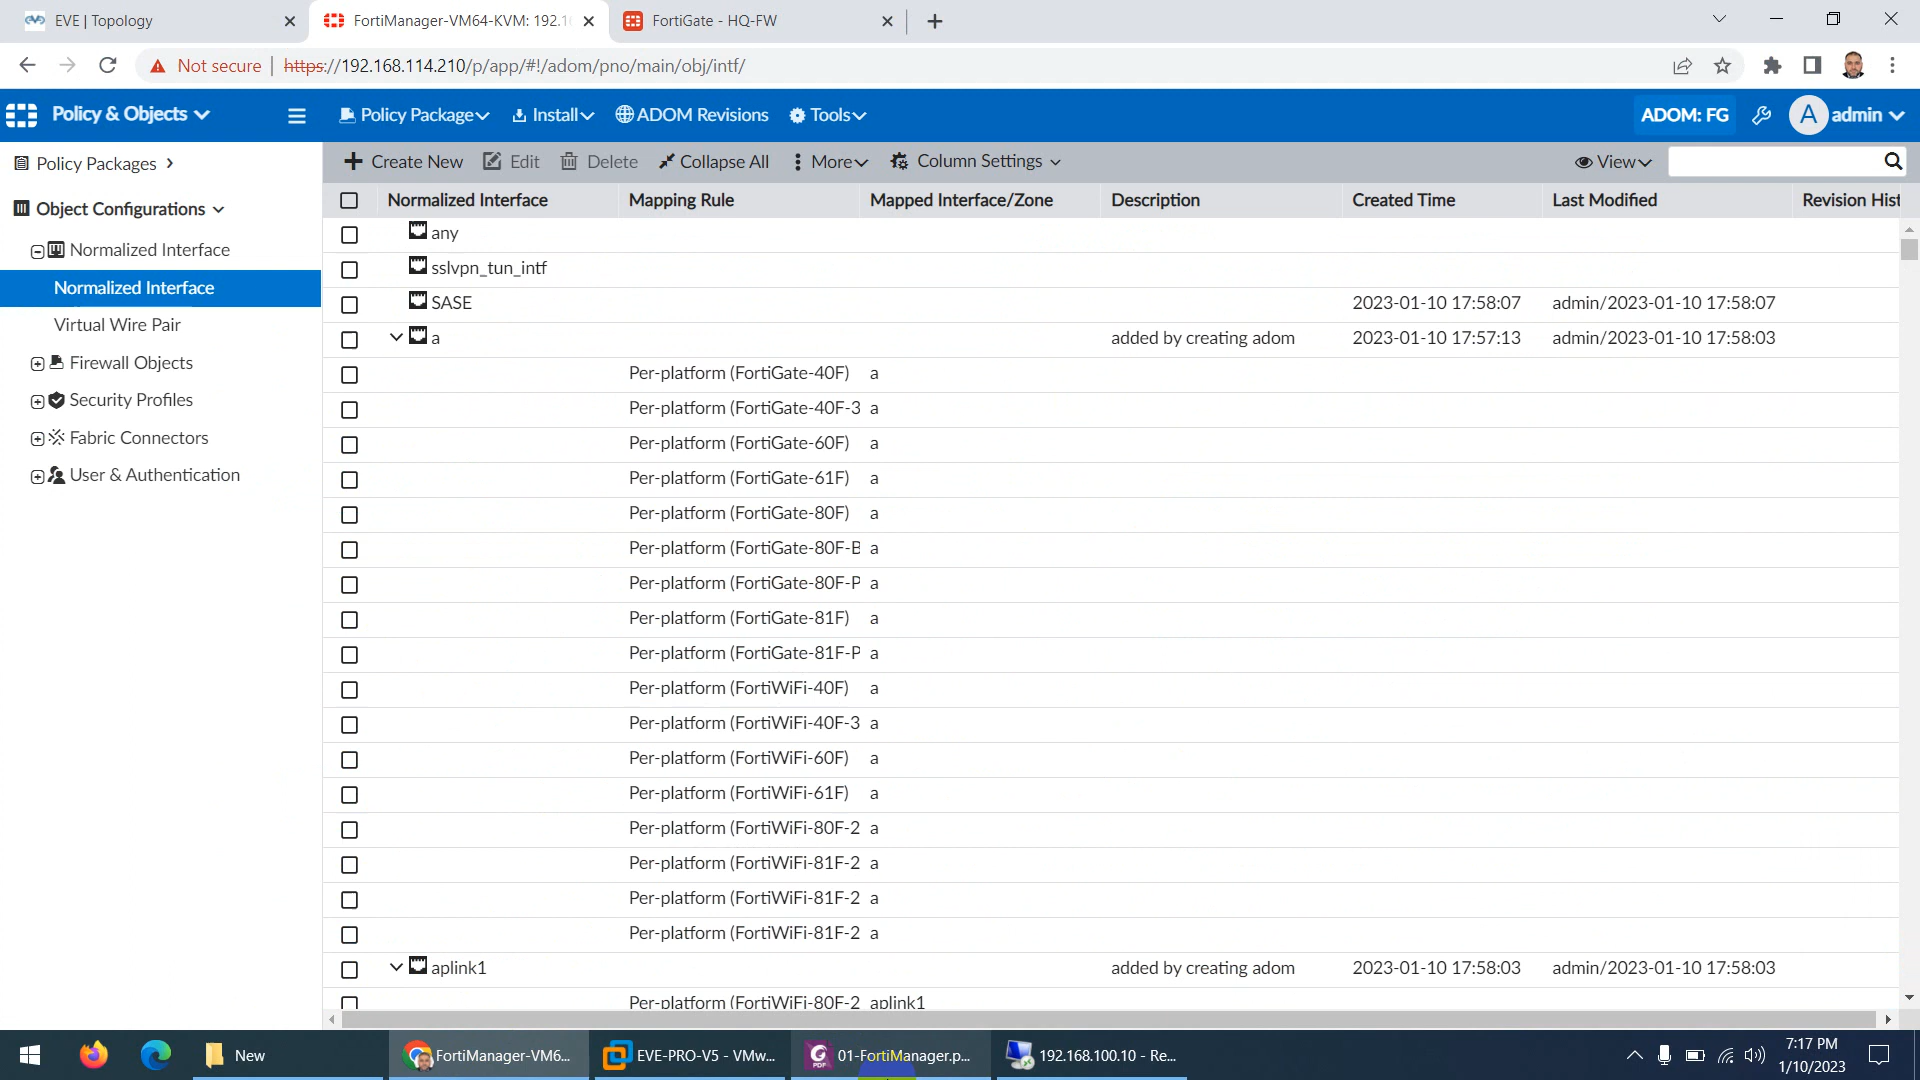 EVE | Topology
FortiManager-VM64-KVM: 192.1
FortiGate - HQ-FW
Not secure | https://192.168.114.210/p/app/#!/adom/pno/main/obj/intf/
Policy & Objects
Policy Package
Install
ADOM Revisions
Tools
ADOM: FG
A
admin
Policy Packages
Create New
Edit
Delete
Collapse All
More
Column Settings
View
Object Configurations
Normalized Interface
Normalized Interface
Virtual Wire Pair
Firewall Objects
Security Profiles
Fabric Connectors
User & Authentication
Normalized Interface Mapping Rule Mapped Interface/Zone Description Created Time Last Modified Revision Hist
any
sslvpn_tun_intf
SASE 2023-01-10 17:58:07 admin/2023-01-10 17:58:07
a added by creating adom 2023-01-10 17:57:13 admin/2023-01-10 17:58:03
Per-platform (FortiGate-40F) a
Per-platform (FortiGate-40F-3 a
Per-platform (FortiGate-60F) a
Per-platform (FortiGate-61F) a
Per-platform (FortiGate-80F) a
Per-platform (FortiGate-80F-B a
Per-platform (FortiGate-80F-P a
Per-platform (FortiGate-81F) a
Per-platform (FortiGate-81F-P a
Per-platform (FortiWiFi-40F) a
Per-platform (FortiWiFi-40F-3 a
Per-platform (FortiWiFi-60F) a
Per-platform (FortiWiFi-61F) a
Per-platform (FortiWiFi-80F-2 a
Per-platform (FortiWiFi-81F-2 a
Per-platform (FortiWiFi-81F-2 a
Per-platform (FortiWiFi-81F-2 a
aplink1 added by creating adom 2023-01-10 17:58:03 admin/2023-01-10 17:58:03
Per-platform (FortiWiFi-80F-2 aplink1
New
FortiManager-VM6...
EVE-PRO-V5 - VMw...
PDF
01-FortiManager.p...
192.168.100.10 - Re...
7:17 PM
1/10/2023